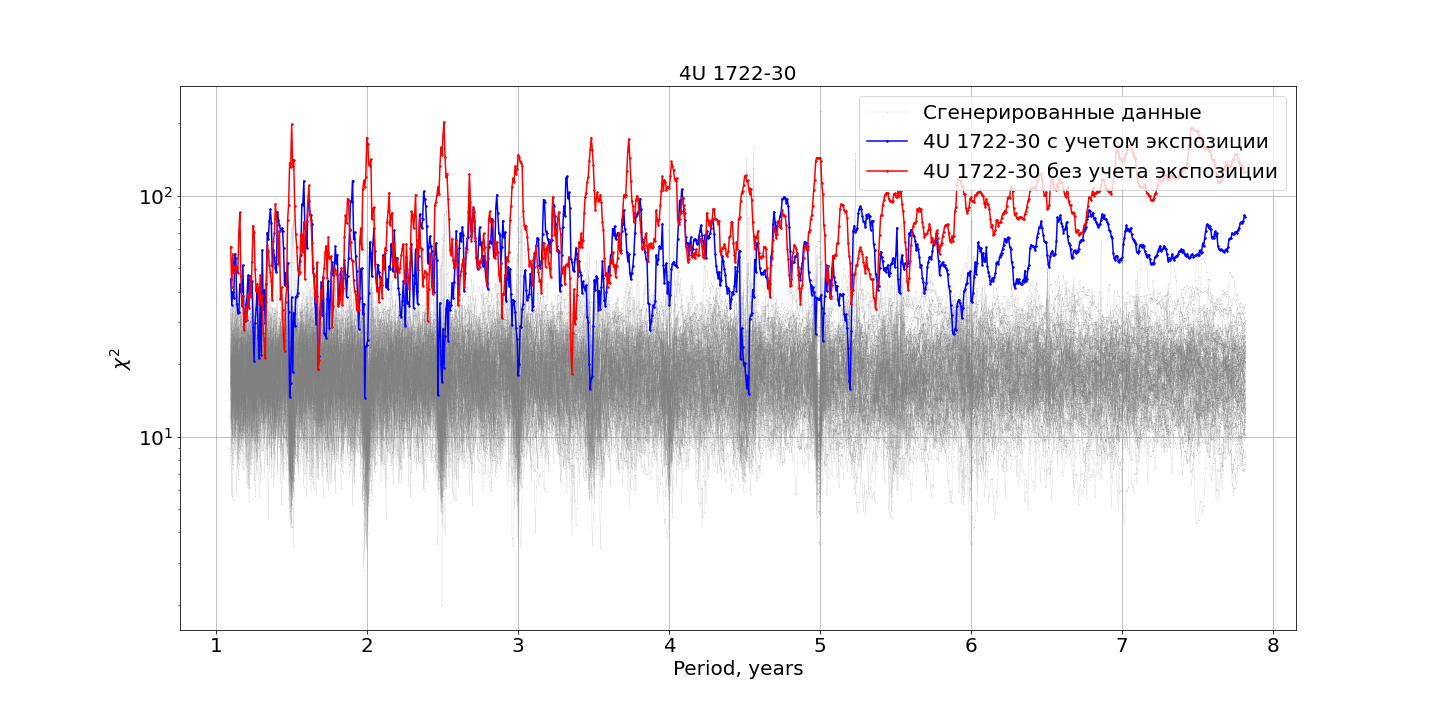 4U 1722-30
Сгенерированные данные
4U 1722-30 с учетом экспозиции
4U 1722-30 без учета экспозиции
χ²
10²
10¹
1 2 3 4 5 6 7 8
Period, years